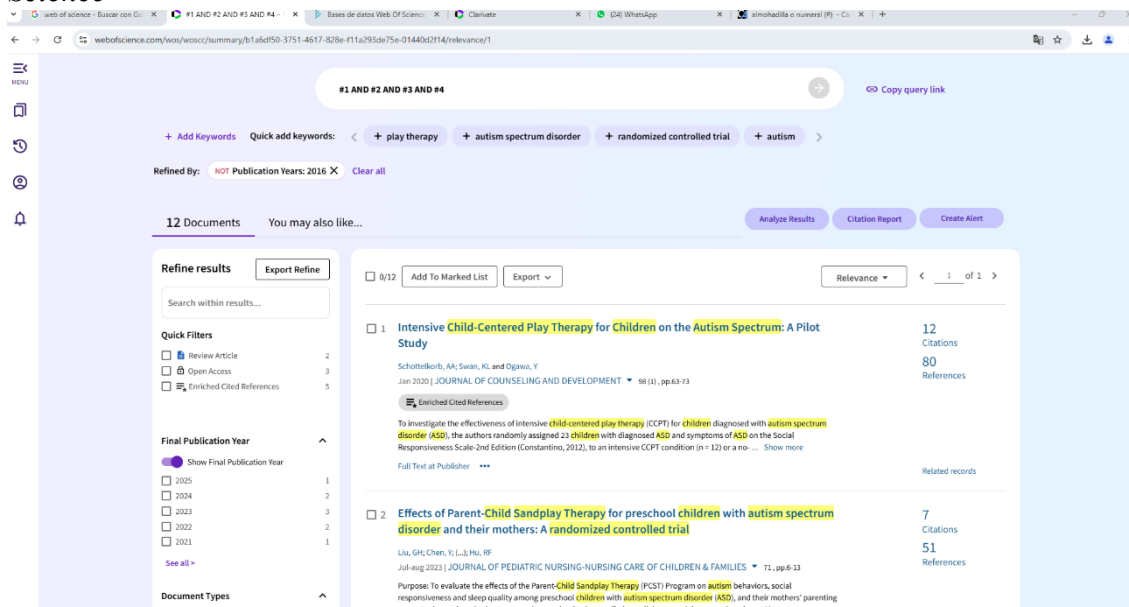 Science
web of science - Buscar con Go
#1 AND #2 AND #3 AND #4 –
Bases de datos Web Of Science
Clarivate
(24) WhatsApp
almohadilla o numeral (#) - Co
webofscience.com/wos/woscc/summary/b1a6df50-3751-4617-828e-f11a293de75e-01440d2f14/relevance/1
MENU
#1 AND #2 AND #3 AND #4
Copy query link
+ Add Keywords Quick add keywords: + play therapy + autism spectrum disorder + randomized controlled trial + autism
Refined By: NOT Publication Years: 2016 X Clear all
12 Documents You may also like...
Analyze Results Citation Report Create Alert
Refine results Export Refine
0/12 Add To Marked List Export
Relevance 1 of 1
Search within results...
Quick Filters
Review Article 2
Open Access 3
Enriched Cited References 5
Final Publication Year
Show Final Publication Year
2025 1
2024 2
2023 3
2022 2
2021 1
See all >
Document Types
1 Intensive Child-Centered Play Therapy for Children on the Autism Spectrum: A Pilot
Study
Schottelkorb, AA; Swan, KL and Ogawa, Y
Jan 2020 | JOURNAL OF COUNSELING AND DEVELOPMENT 98 (1), pp.63-73
Enriched Cited References
To investigate the effectiveness of intensive child-centered play therapy (CCPT) for children diagnosed with autism spectrum
disorder (ASD), the authors randomly assigned 23 children with diagnosed ASD and symptoms of ASD on the Social
Responsiveness Scale-2nd Edition (Constantino, 2012), to an intensive CCPT condition (n = 12) or a no- ... Show more
Full Text at Publisher
12
Citations
80
References
Related records
2 Effects of Parent-Child Sandplay Therapy for preschool children with autism spectrum
disorder and their mothers: A randomized controlled trial
Liu, GH; Chen, Y; (...); Hu, RF
Jul-aug 2023 | JOURNAL OF PEDIATRIC NURSING-NURSING CARE OF CHILDREN & FAMILIES 71, pp.6-13
Purpose: To evaluate the effects of the Parent-Child Sandplay Therapy (PCST) Program on autism behaviors, social
responsiveness and sleep quality among preschool children with autism spectrum disorder (ASD), and their mothers' parenting
7
Citations
51
References